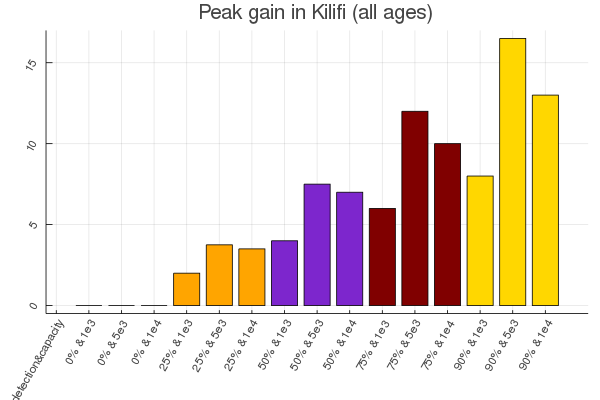 Peak gain in Kilifi (all ages)
15
10
5
0
detection&capacity
0% & 1e3
0% & 5e3
0% & 1e4
25% & 1e3
25% & 5e3
25% & 1e4
50% & 1e3
50% & 5e3
50% & 1e4
75% & 1e3
75% & 5e3
75% & 1e4
90% & 1e3
90% & 5e3
90% & 1e4